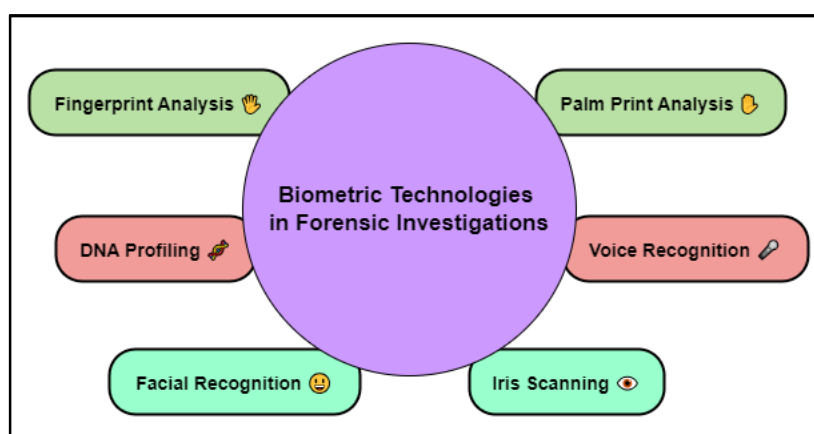 Fingerprint Analysis 🖐
Palm Print Analysis ✋
Biometric Technologies
in Forensic Investigations
DNA Profiling 🧬
Voice Recognition 🎤
Facial Recognition 😀
Iris Scanning 👁